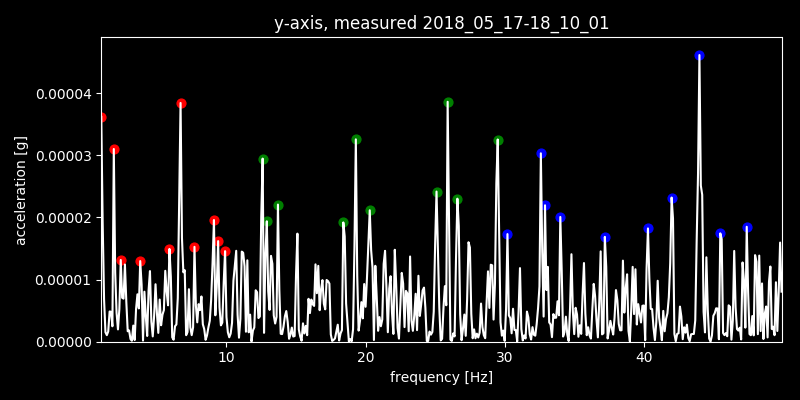 y-axis, measured 2018_05_17-18_10_01
acceleration [g]
0.00004
0.00003
0.00002
0.00001
0.00000
10 20 30 40
frequency [Hz]